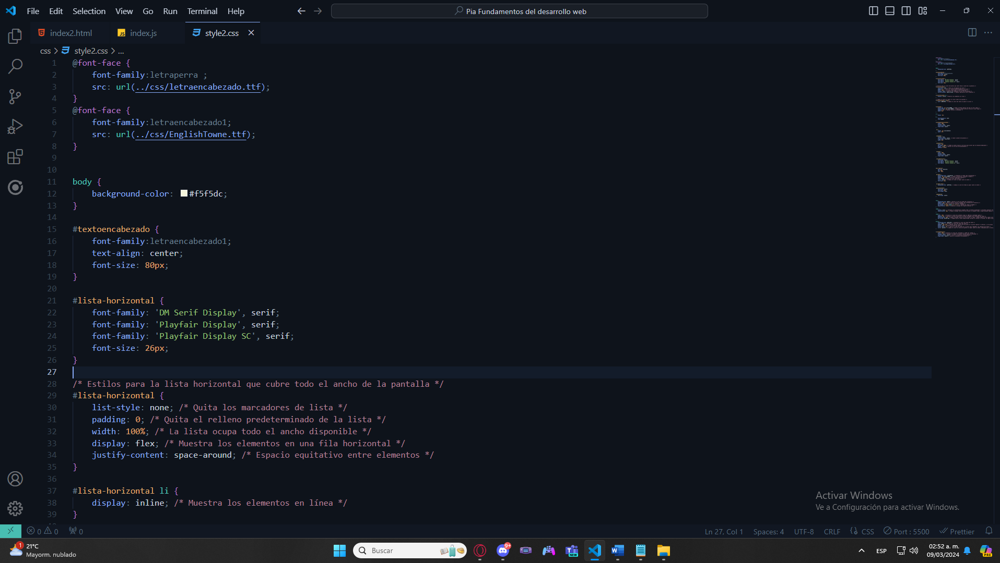 File Edit Selection View Go Run Terminal Help
Pia Fundamentos del desarrollo web
index2.html
index.js
style2.css
css > style2.css > ...
1 @font-face {
2 font-family:letraperra ;
3 src: url(../css/letraencabezado.ttf);
4 }
5 @font-face {
6 font-family:letraencabezado1;
7 src: url(../css/EnglishTowne.ttf);
8 }
9
10
11 body {
12 background-color: #f5f5dc;
13 }
14
15 #textoencabezado {
16 font-family:letraencabezado1;
17 text-align: center;
18 font-size: 80px;
19 }
20
21 #lista-horizontal {
22 font-family: 'DM Serif Display', serif;
23 font-family: 'Playfair Display', serif;
24 font-family: 'Playfair Display SC', serif;
25 font-size: 26px;
26 }
27
28 /* Estilos para la lista horizontal que cubre todo el ancho de la pantalla */
29 #lista-horizontal {
30 list-style: none; /* Quita los marcadores de lista */
31 padding: 0; /* Quita el relleno predeterminado de la lista */
32 width: 100%; /* La lista ocupa todo el ancho disponible */
33 display: flex; /* Muestra los elementos en una fila horizontal */
34 justify-content: space-around; /* Espacio equitativo entre elementos */
35 }
36
37 #lista-horizontal li {
38 display: inline; /* Muestra los elementos en línea */
39 }
Activar Windows
Ve a Configuración para activar Windows.
0 0 0
Ln 27, Col 1 Spaces: 4 UTF-8 CRLF CSS Port : 5500 Prettier
1
21°C
Mayorm. nublado
Buscar
9+
NEW
ESP
02:52 a. m.
09/03/2024
PRE